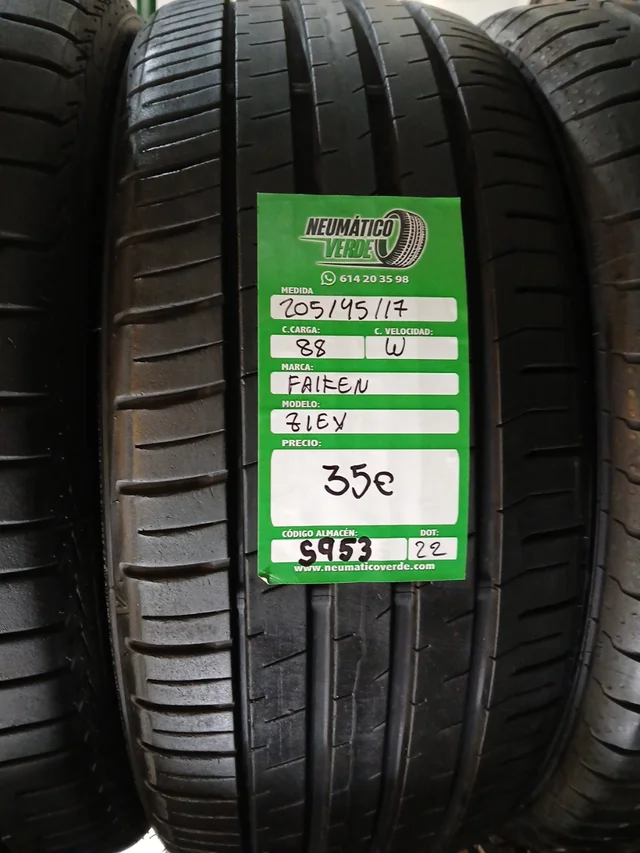 NEUMÁTICO
VERDE
614 20 35 98
MEDIDA
205/45/17
C.CARGA: C. VELOCIDAD:
88 W
MARCA:
FALKEN
MODELO:
ZIEX
PRECIO:
35€
CÓDIGO ALMACÉN: DOT:
S953 22
www.neumaticoverde.com